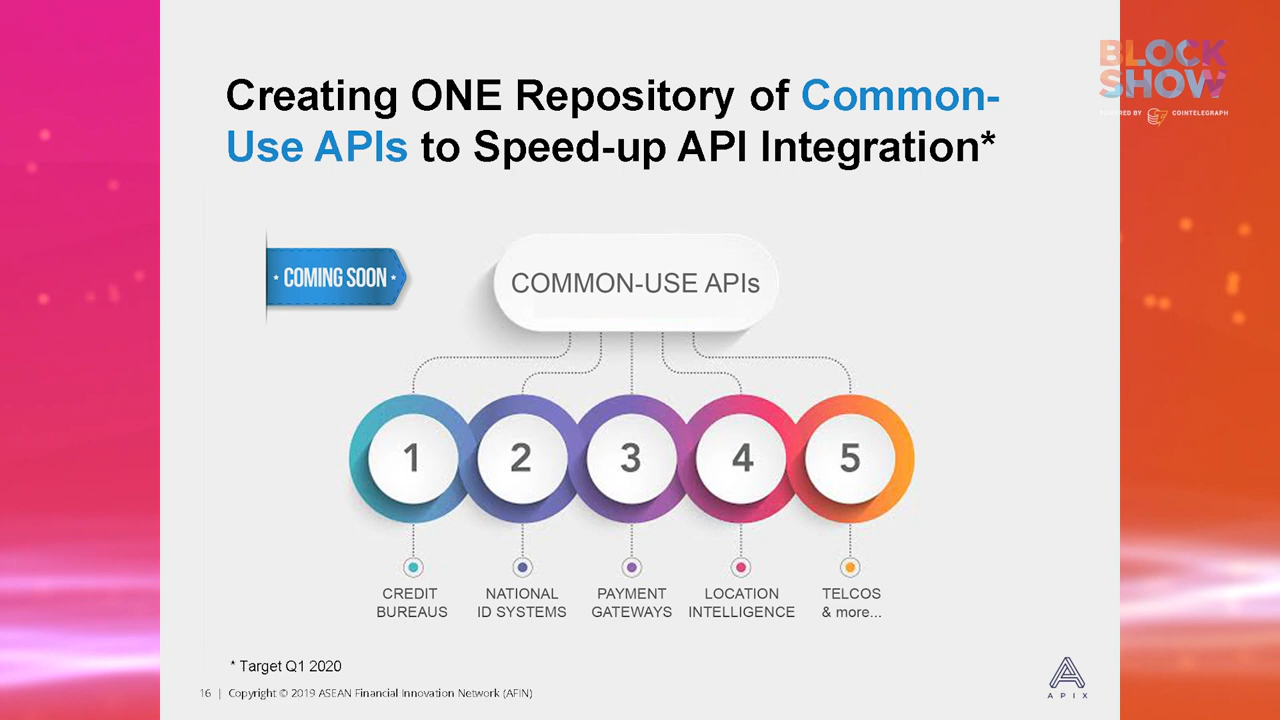 BLOCK
SHOW
POWERED BY COINTELEGRAPH
Creating ONE Repository of Common-
Use APIs to Speed-up API Integration*
COMING SOON
COMMON-USE APIs
1 2 3 4 5
CREDIT NATIONAL PAYMENT LOCATION TELCOS
BUREAUS ID SYSTEMS GATEWAYS INTELLIGENCE & more...
* Target Q1 2020
16 | Copyright © 2019 ASEAN Financial Innovation Network (AFIN)
APIX